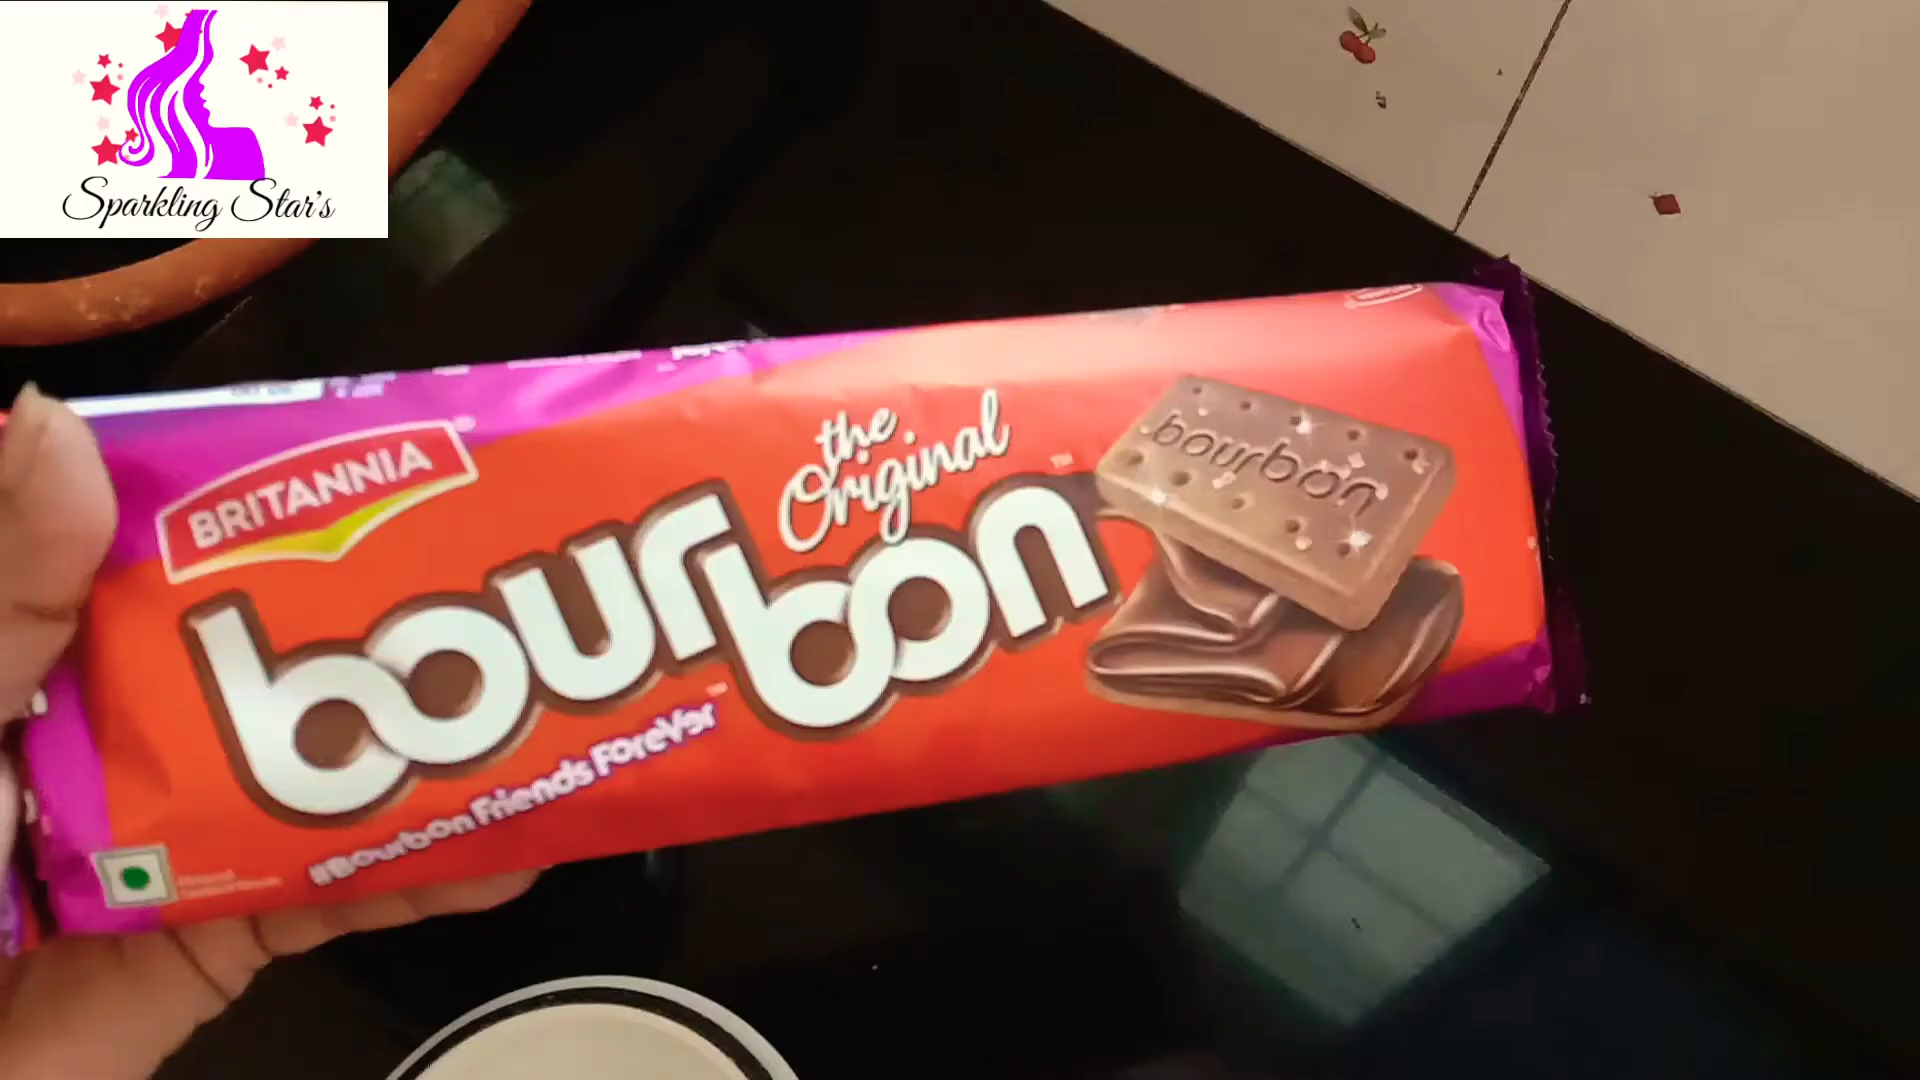 Sparkling Star's
BRITANNIA
the
Original
bourbon
bourbon
#Bourbon Friends ForeVer